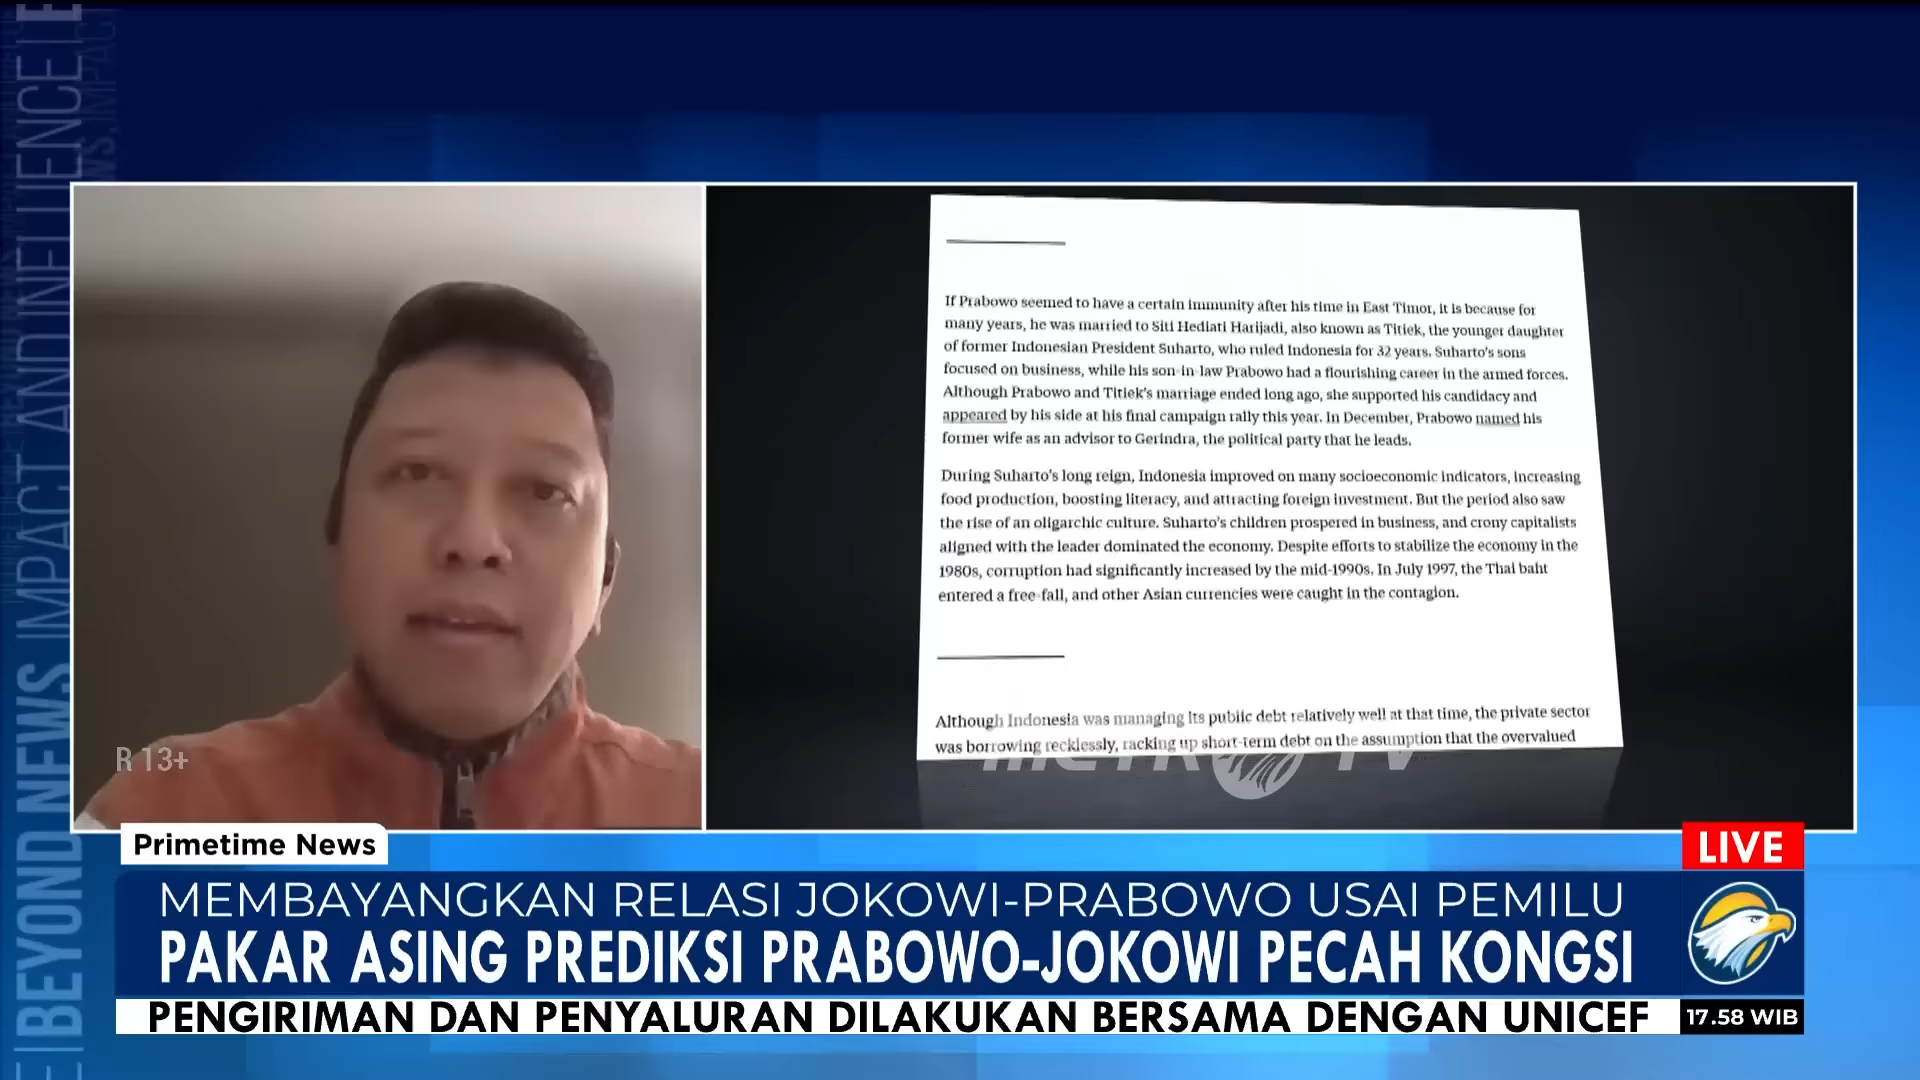 BEYOND NEWS, IMPACT AND INFLUENCE
If Prabowo seemed to have a certain immunity after his time in East Timor, it is because for
many years, he was married to Siti Hediati Harijadi, also known as Titiek, the younger daughter
of former Indonesian President Suharto, who ruled Indonesia for 32 years. Suharto's sons
focused on business, while his son-in-law Prabowo had a flourishing career in the armed forces.
Although Prabowo and Titiek's marriage ended long ago, she supported his candidacy and
appeared by his side at his final campaign rally this year. In December, Prabowo named his
former wife as an advisor to Gerindra, the political party that he leads.
During Suharto's long reign, Indonesia improved on many socioeconomic indicators, increasing
food production, boosting literacy, and attracting foreign investment. But the period also saw
the rise of an oligarchic culture. Suharto's children prospered in business, and crony capitalists
aligned with the leader dominated the economy. Despite efforts to stabilize the economy in the
1980s, corruption had significantly increased by the mid-1990s. In July 1997, the Thai baht
entered a free-fall, and other Asian currencies were caught in the contagion.
Although Indonesia was managing its public debt relatively well at that time, the private sector
was borrowing recklessly, racking up short-term debt on the assumption that the overvalued
METRO TV
R 13+
Primetime News
LIVE
MEMBAYANGKAN RELASI JOKOWI-PRABOWO USAI PEMILU
PAKAR ASING PREDIKSI PRABOWO-JOKOWI PECAH KONGSI
PENGIRIMAN DAN PENYALURAN DILAKUKAN BERSAMA DENGAN UNICEF
17.58 WIB